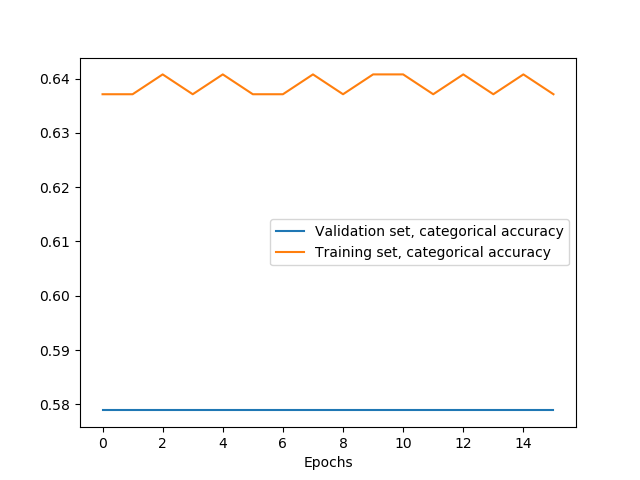 0.64
0.63
0.62
0.61
0.60
0.59
0.58
Validation set, categorical accuracy
Training set, categorical accuracy
0 2 4 6 8 10 12 14
Epochs